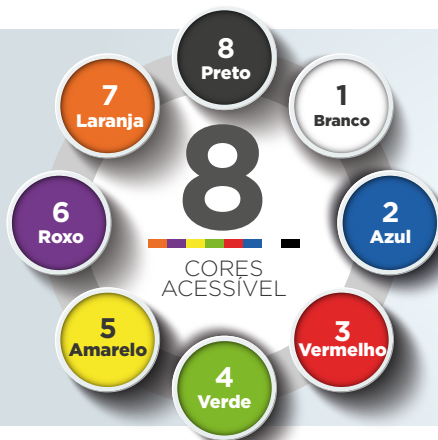 8
Preto
1
Branco
2
Azul
3
Vermelho
4
Verde
5
Amarelo
6
Roxo
7
Laranja
8
CORES
ACESSÍVEL